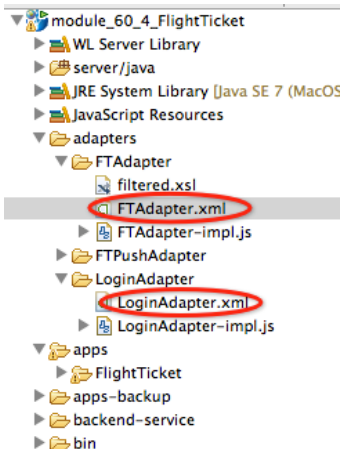 module_60_4_FlightTicket
WL Server Library
server/java
JRE System Library [Java SE 7 (MacOS
JavaScript Resources
adapters
FTAdapter
filtered.xsl
FTAdapter.xml
FTAdapter-impl.js
FTPushAdapter
LoginAdapter
LoginAdapter.xml
LoginAdapter-impl.js
apps
FlightTicket
apps-backup
backend-service
bin